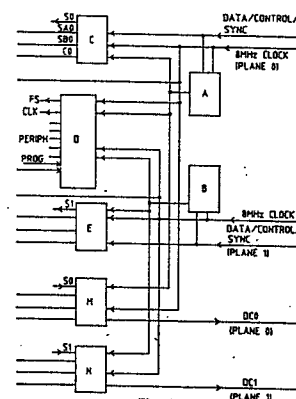 S0
SA0
SB0
C0
C
DATA/CONTROL/
SYNC
8MHz CLOCK
(PLANE 0)
A
FS
CLK
PERIPH
PROG
D
B
S1
E
8MHz CLOCK
DATA/CONTROL/
SYNC
(PLANE 1)
S0
M
DC0
(PLANE 0)
S1
N
DC1
(PLANE 1)